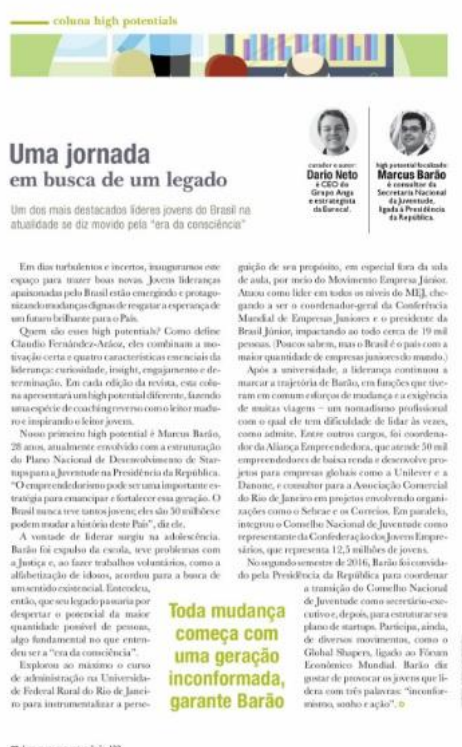 coluna high potentials
Uma jornada
em busca de um legado
Um dos mais destacados líderes jovens do Brasil na
atualidade se diz movido pela "era da consciência"
curador e autor:
Dario Neto
é CEO do
Grupo Anga
e estrategista
da Eureca!.
high potential focalizado:
Marcus Barão
é consultor da
Secretaria Nacional
da Juventude,
ligada à Presidência
da República.
Em dias turbulentos e incertos, inauguramos este
espaço para trazer boas novas. Jovens lideranças
apaixonadas pelo Brasil estão emergindo e protago-
nizando mudanças dignas de resgatar a esperança de
um futuro brilhante para o País.
Quem são esses high potentials? Como define
Claudio Fernández-Aráoz, eles combinam a mo-
tivação certa e quatro características essenciais da
liderança: curiosidade, insight, engajamento e de-
terminação. Em cada edição da revista, esta colu-
na apresentará um high potential diferente, fazendo
uma espécie de coaching reverso com o leitor madu-
ro e inspirando o leitor jovem.
Nosso primeiro high potential é Marcus Barão,
28 anos, atualmente envolvido com a estruturação
do Plano Nacional de Desenvolvimento de Star-
tups para a Juventude na Presidência da República.
"O empreendedorismo pode ser uma importante es-
tratégia para emancipar e fortalecer essa geração. O
Brasil nunca teve tantos jovens; eles são 50 milhões e
podem mudar a história deste País", diz ele.
A vontade de liderar surgiu na adolescência.
Barão foi expulso da escola, teve problemas com
a Justiça e, ao fazer trabalhos voluntários, como a
alfabetização de idosos, acordou para a busca de
um sentido existencial. Entendeu,
então, que seu legado passaria por
despertar o potencial da maior
quantidade possível de pessoas,
algo fundamental no que enten-
deu ser a "era da consciência".
Explorou ao máximo o curso
de administração na Universida-
de Federal Rural do Rio de Janei-
ro para instrumentalizar a perse-
Toda mudança
começa com
uma geração
inconformada,
garante Barão
guição de seu propósito, em especial fora da sala
de aula, por meio do Movimento Empresa Júnior.
Atuou como líder em todos os níveis do MEJ, che-
gando a ser o coordenador-geral da Conferência
Mundial de Empresas Juniores e o presidente da
Brasil Júnior, impactando ao todo cerca de 19 mil
pessoas. (Poucos sabem, mas o Brasil é o país com a
maior quantidade de empresas juniores do mundo.)
Após a universidade, a liderança continuou a
marcar a trajetória de Barão, em funções que tive-
ram em comum esforços de mudança e a exigência
de muitas viagens – um nomadismo profissional
com o qual ele tem dificuldade de lidar às vezes,
como admite. Entre outros cargos, foi coordena-
dor da Aliança Empreendedora, que atende 50 mil
empreendedores de baixa renda e desenvolve pro-
jetos para empresas globais como a Unilever e a
Danone, e consultor para a Associação Comercial
do Rio de Janeiro em projetos envolvendo organi-
zações como o Sebrae e os Correios. Em paralelo,
integrou o Conselho Nacional de Juventude como
representante da Confederação dos Jovens Empre-
sários, que representa 12,5 milhões de jovens.
No segundo semestre de 2016, Barão foi convida-
do pela Presidência da República para coordenar
a transição do Conselho Nacional
de Juventude como secretário-exe-
cutivo e, depois, para estruturar seu
plano de startups. Participa, ainda,
de diversos movimentos, como o
Global Shapers, ligado ao Fórum
Econômico Mundial. Barão diz
gostar de provocar os jovens que li-
dera com três palavras: "inconfor-
mismo, sonho e ação".